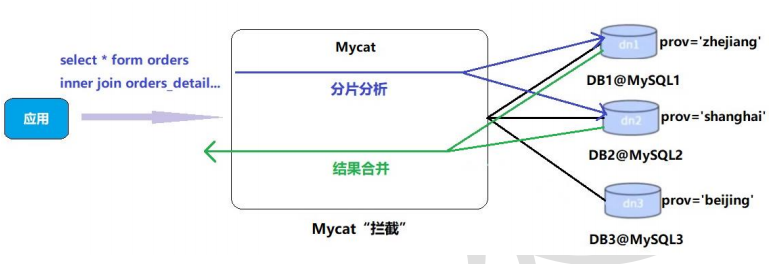 Mycat
select * form orders
inner join orders_detail...
分片分析
应用
结果合并
Mycat“拦截”
dn1
prov='zhejiang'
DB1@MySQL1
dn2
prov='shanghai'
DB2@MySQL2
dn3
prov='beijing'
DB3@MySQL3